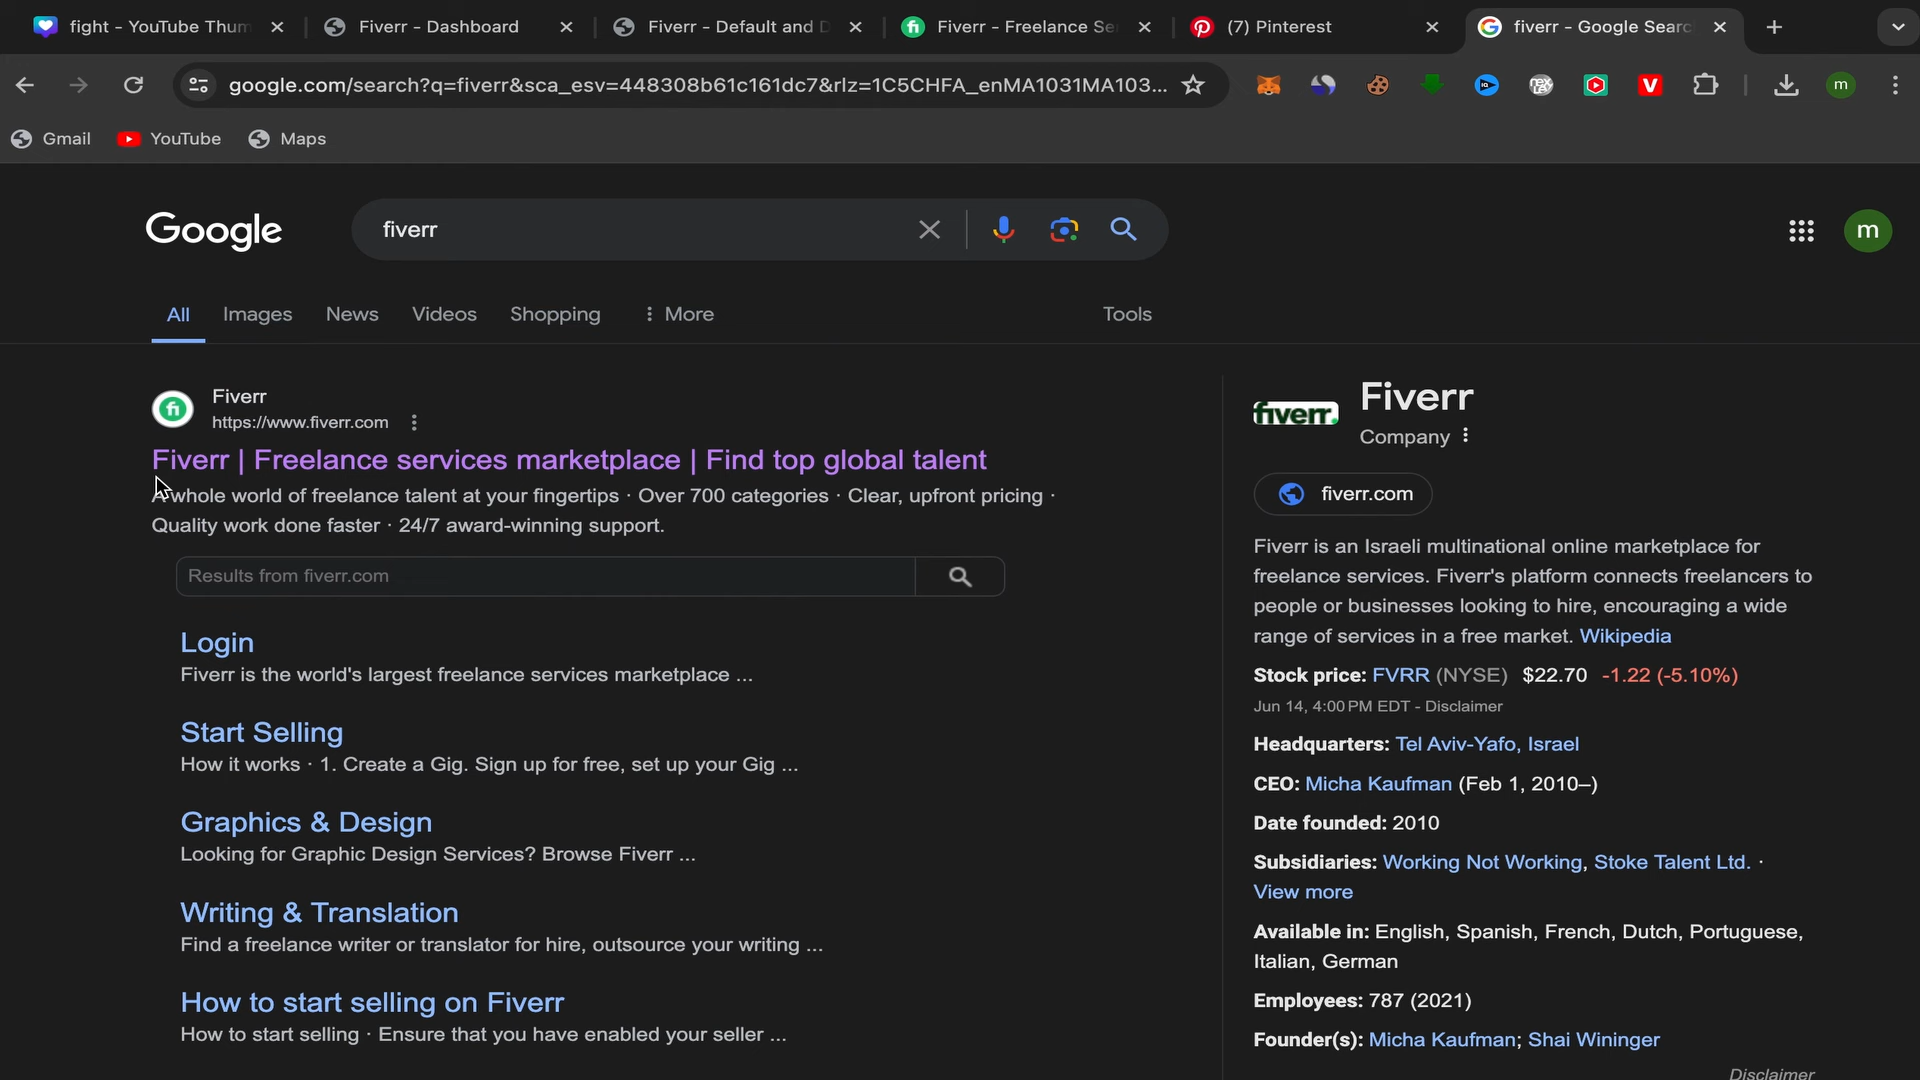 fight - YouTube Thum
Fiverr - Dashboard
Fiverr - Default and D
Fiverr - Freelance Se
(7) Pinterest
fiverr - Google Searc
google.com/search?q=fiverr&sca_esv=448308b61c161dc7&rlz=1C5CHFA_enMA1031MA103...
m
Gmail
YouTube
Maps
Google
fiverr
m
All
Images
News
Videos
Shopping
More
Tools
fi
Fiverr
https://www.fiverr.com
Fiverr | Freelance services marketplace | Find top global talent
A whole world of freelance talent at your fingertips · Over 700 categories · Clear, upfront pricing ·
Quality work done faster · 24/7 award-winning support.
Results from fiverr.com
Login
Fiverr is the world's largest freelance services marketplace ...
Start Selling
How it works · 1. Create a Gig. Sign up for free, set up your Gig ...
Graphics & Design
Looking for Graphic Design Services? Browse Fiverr ...
Writing & Translation
Find a freelance writer or translator for hire, outsource your writing ...
How to start selling on Fiverr
How to start selling · Ensure that you have enabled your seller ...
fiverr.
Fiverr
Company
fiverr.com
Fiverr is an Israeli multinational online marketplace for
freelance services. Fiverr's platform connects freelancers to
people or businesses looking to hire, encouraging a wide
range of services in a free market. Wikipedia
Stock price: FVRR (NYSE) $22.70 -1.22 (-5.10%)
Jun 14, 4:00 PM EDT - Disclaimer
Headquarters: Tel Aviv-Yafo, Israel
CEO: Micha Kaufman (Feb 1, 2010–)
Date founded: 2010
Subsidiaries: Working Not Working, Stoke Talent Ltd. ·
View more
Available in: English, Spanish, French, Dutch, Portuguese,
Italian, German
Employees: 787 (2021)
Founder(s): Micha Kaufman; Shai Wininger
Disclaimer